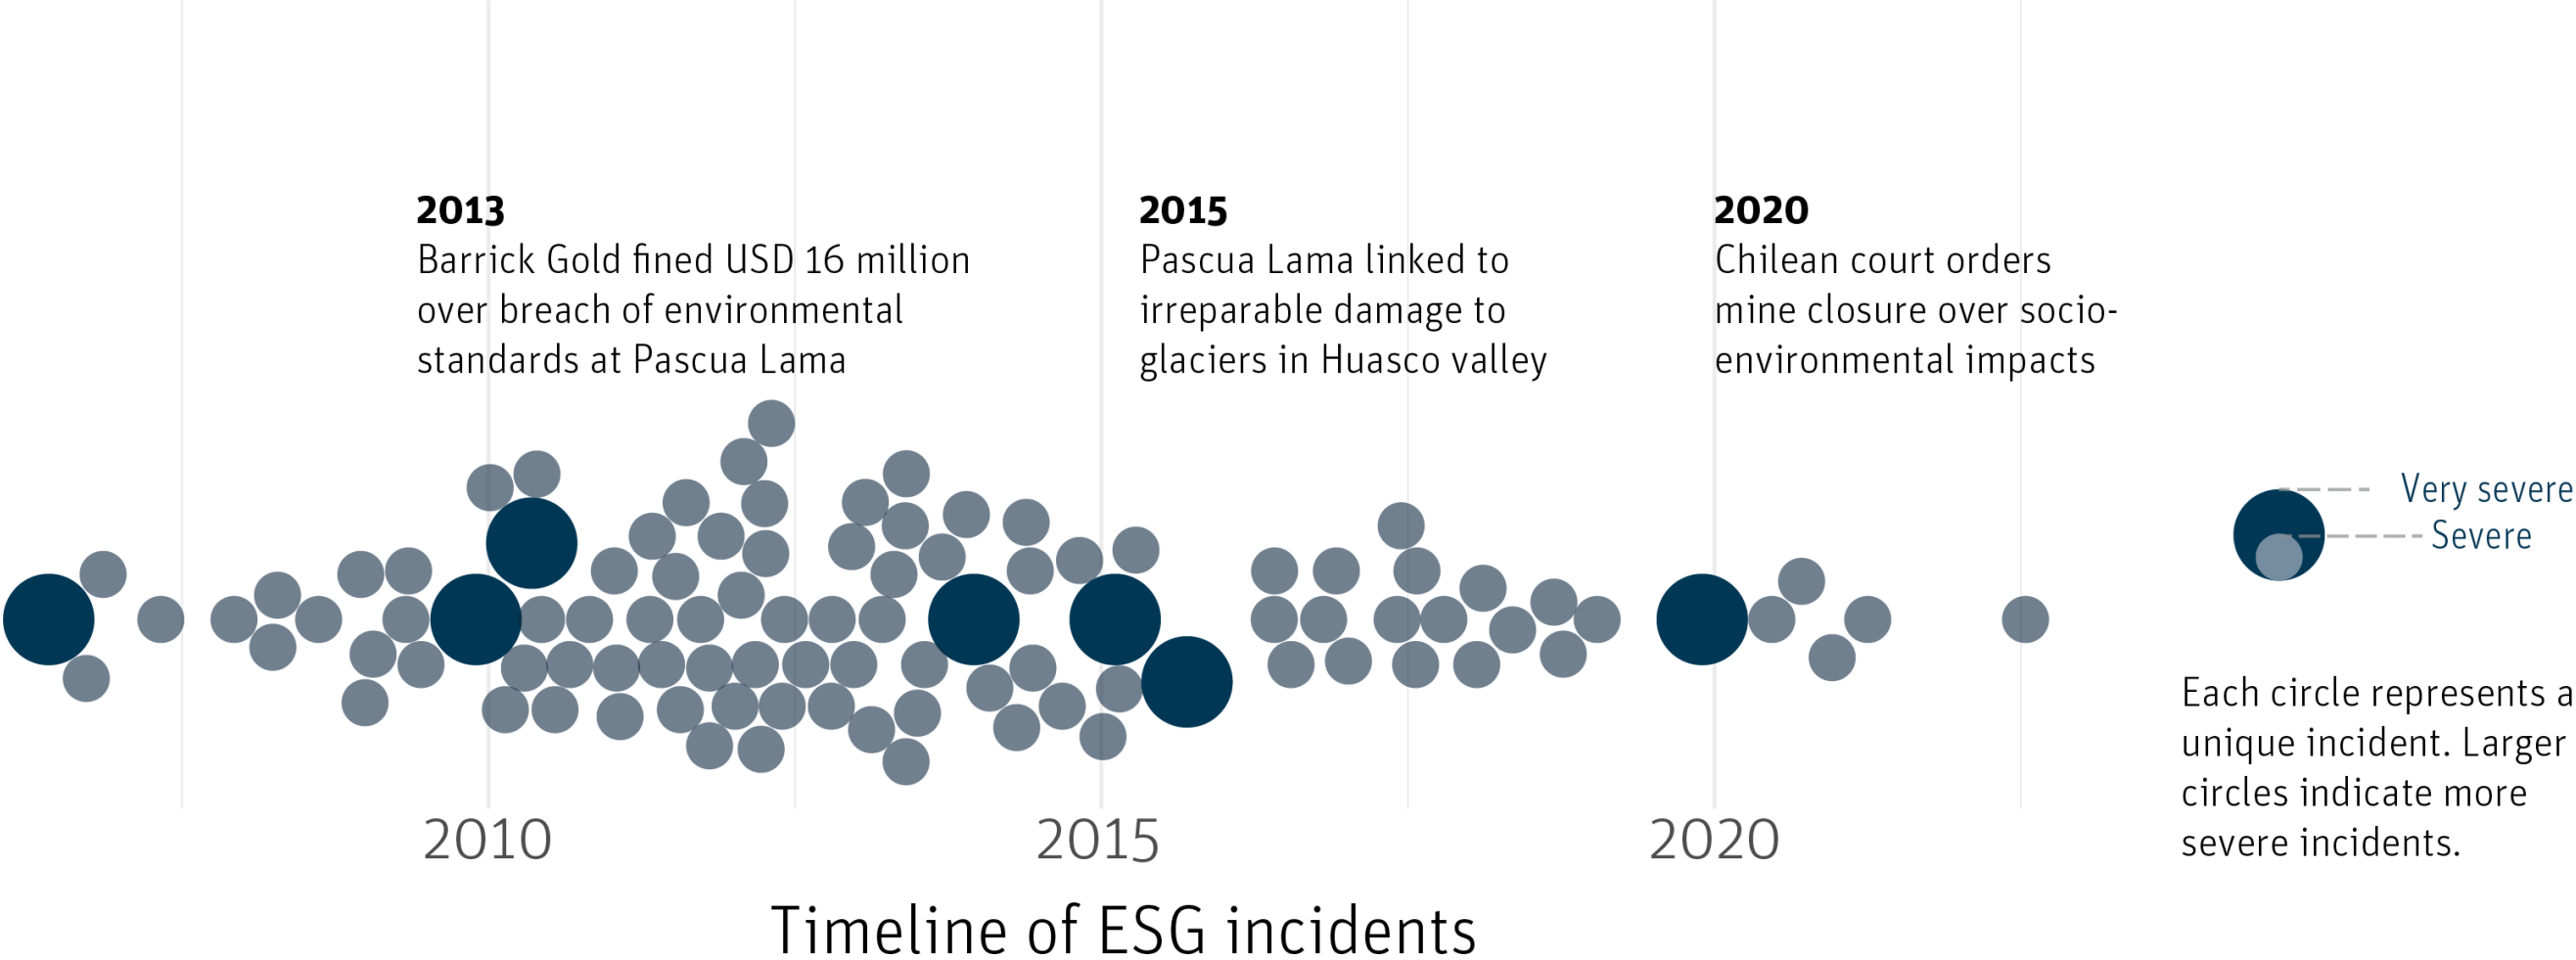 2013
Barrick Gold fined USD 16 million
over breach of environmental
standards at Pascua Lama
2015
Pascua Lama linked to
irreparable damage to
glaciers in Huasco valley
2020
Chilean court orders
mine closure over socio-
environmental impacts
Very severe
Severe
Each circle represents a
unique incident. Larger
circles indicate more
severe incidents.
2010
2015
2020
Timeline of ESG incidents